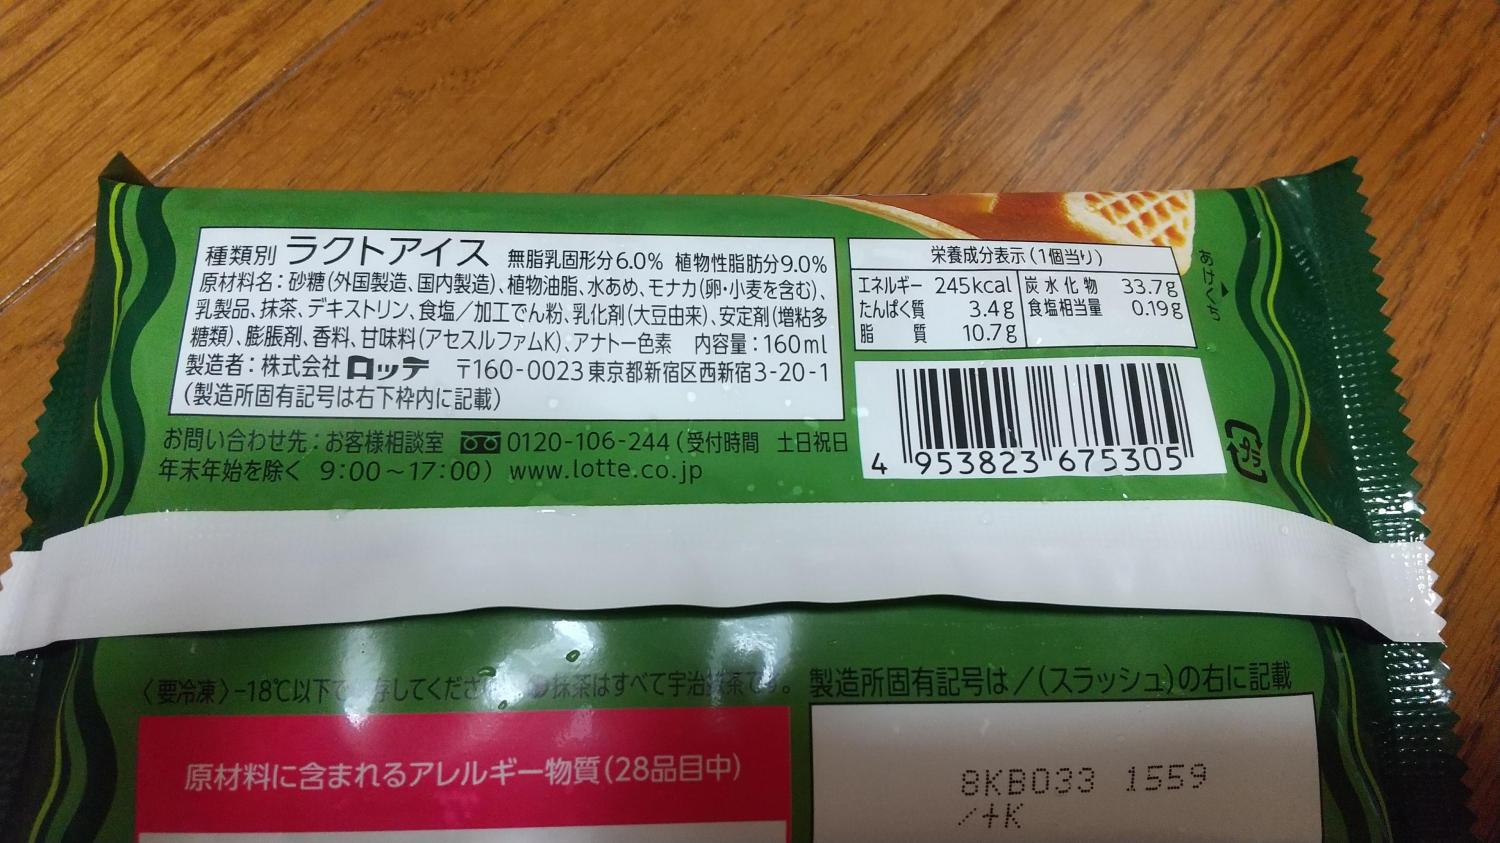 種類別 ラクトアイス 無脂乳固形分6.0% 植物性脂肪分9.0%
原材料名：砂糖(外国製造、国内製造)、植物油脂、水あめ、モナカ(卵・小麦を含む)、
乳製品、抹茶、デキストリン、食塩／加工でん粉、乳化剤(大豆由来)、安定剤(増粘多
糖類)、膨脹剤、香料、甘味料(アセスルファムK)、アナトー色素 内容量：160ml
製造者：株式会社ロッテ 〒160-0023 東京都新宿区西新宿3-20-1
(製造所固有記号は右下枠内に記載)
お問い合わせ先：お客様相談室 0120-106-244 (受付時間 土日祝日
年末年始を除く 9:00～17:00) www.lotte.co.jp
栄養成分表示(1個当り)
エネルギー 245kcal 炭水化物 33.7g
たんぱく質 3.4g 食塩相当量 0.19g
脂質 10.7g
あけくち
4 953823 675305
プラ
〈要冷凍〉-18℃以下で保存してください 抹茶はすべて宇治抹茶です。
製造所固有記号は／(スラッシュ)の右に記載
原材料に含まれるアレルギー物質(28品目中)
8KB033 1559
/+K